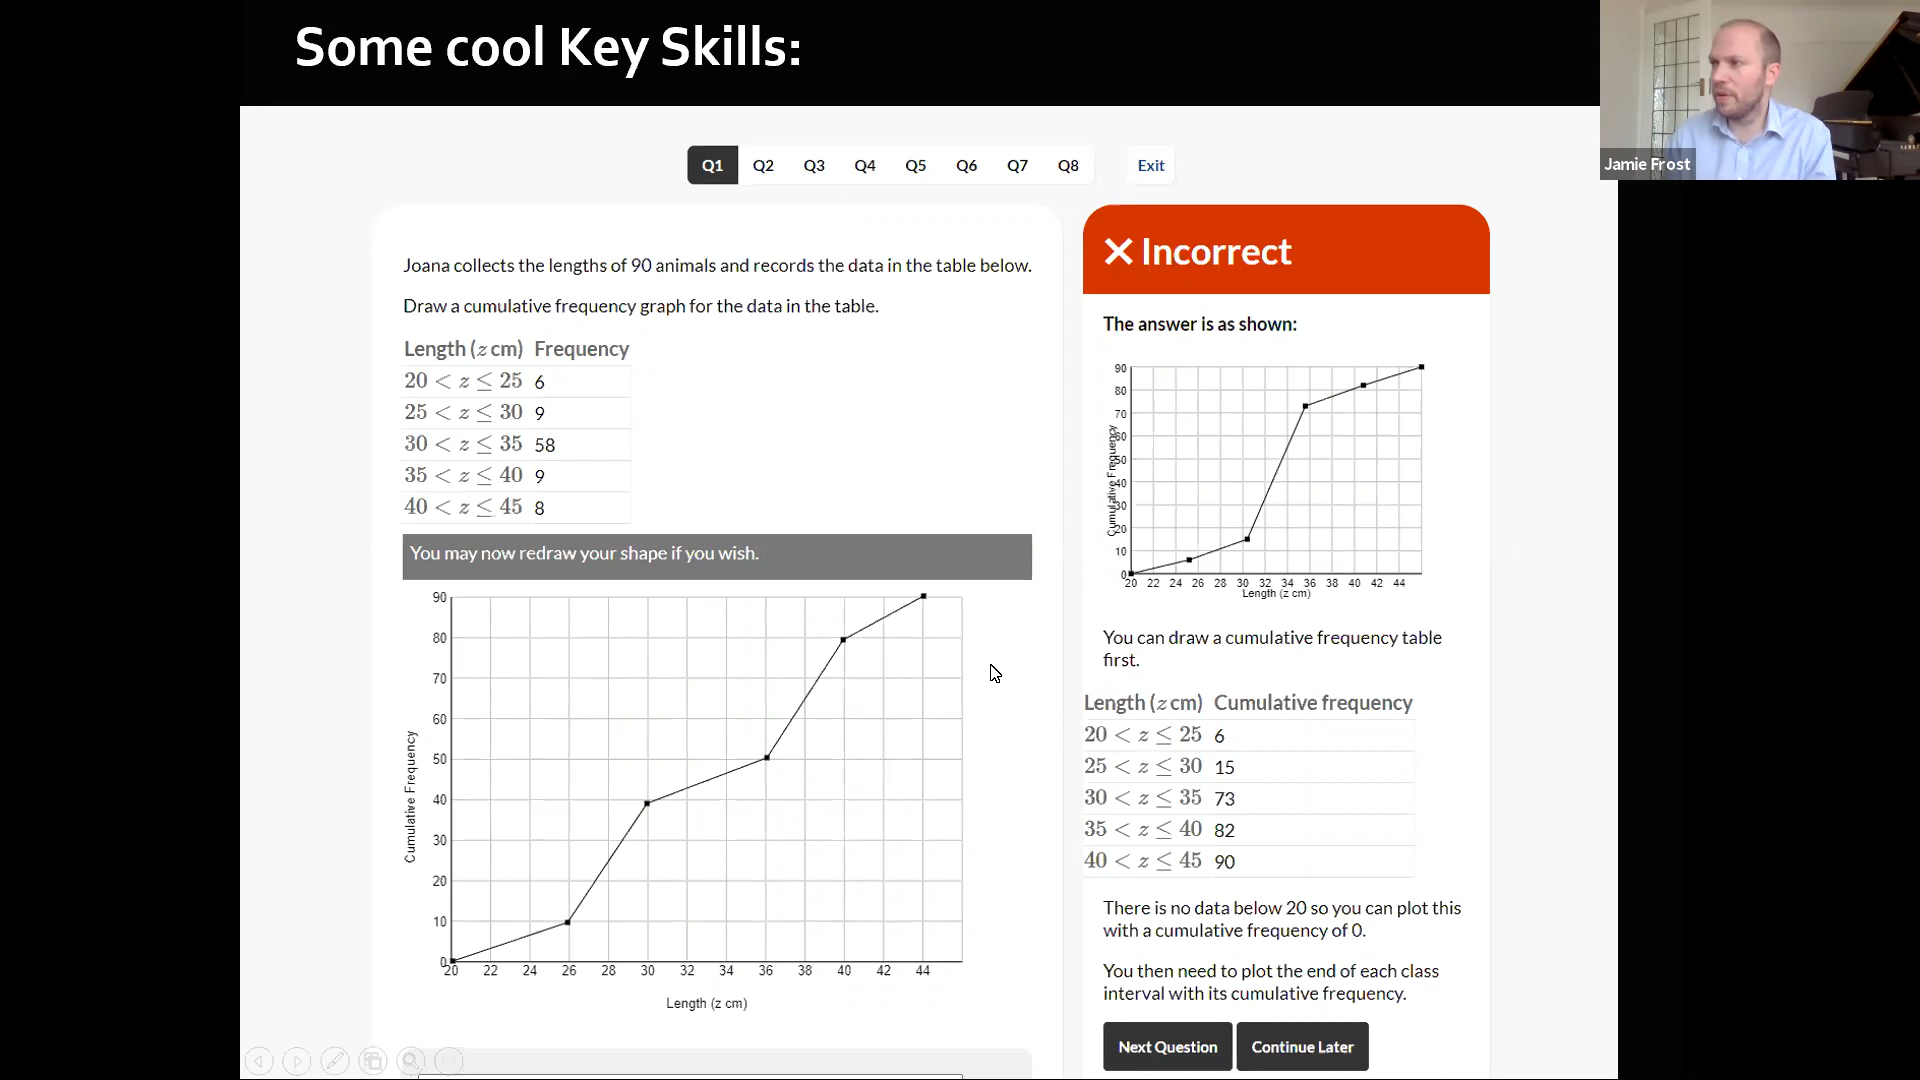 Some cool Key Skills:
Jamie Frost
Q1 Q2 Q3 Q4 Q5 Q6 Q7 Q8 Exit
Joana collects the lengths of 90 animals and records the data in the table below.
Draw a cumulative frequency graph for the data in the table.
Length (z cm) Frequency
20 < z ≤ 25 6
25 < z ≤ 30 9
30 < z ≤ 35 58
35 < z ≤ 40 9
40 < z ≤ 45 8
You may now redraw your shape if you wish.
90
80
70
60
50
40
30
20
10
0
Cumulative Frequency
20 22 24 26 28 30 32 34 36 38 40 42 44
Length (z cm)
✕ Incorrect
The answer is as shown:
90
80
70
60
50
40
30
20
10
0
Cumulative Frequency
20 22 24 26 28 30 32 34 36 38 40 42 44
Length (z cm)
You can draw a cumulative frequency table
first.
Length (z cm) Cumulative frequency
20 < z ≤ 25 6
25 < z ≤ 30 15
30 < z ≤ 35 73
35 < z ≤ 40 82
40 < z ≤ 45 90
There is no data below 20 so you can plot this
with a cumulative frequency of 0.
You then need to plot the end of each class
interval with its cumulative frequency.
Next Question Continue Later